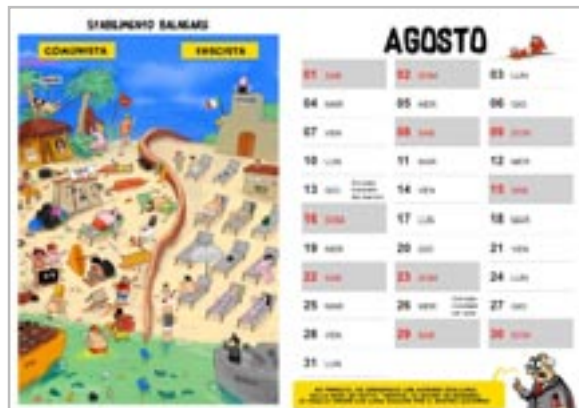 STABILIMENTO BALNEARE
COMUNISTA FASCISTA
AGOSTO
01 SAB 02 DOM 03 LUN
04 MAR 05 MER 06 GIO
07 VEN 08 SAB 09 DOM
10 LUN 11 MAR 12 MER
13 GIO 14 VEN 15 SAB
16 DOM 17 LUN 18 MAR
19 MER 20 GIO 21 VEN
22 SAB 23 DOM 24 LUN
25 MAR 26 MER 27 GIO
28 VEN 29 SAB 30 DOM
31 LUN